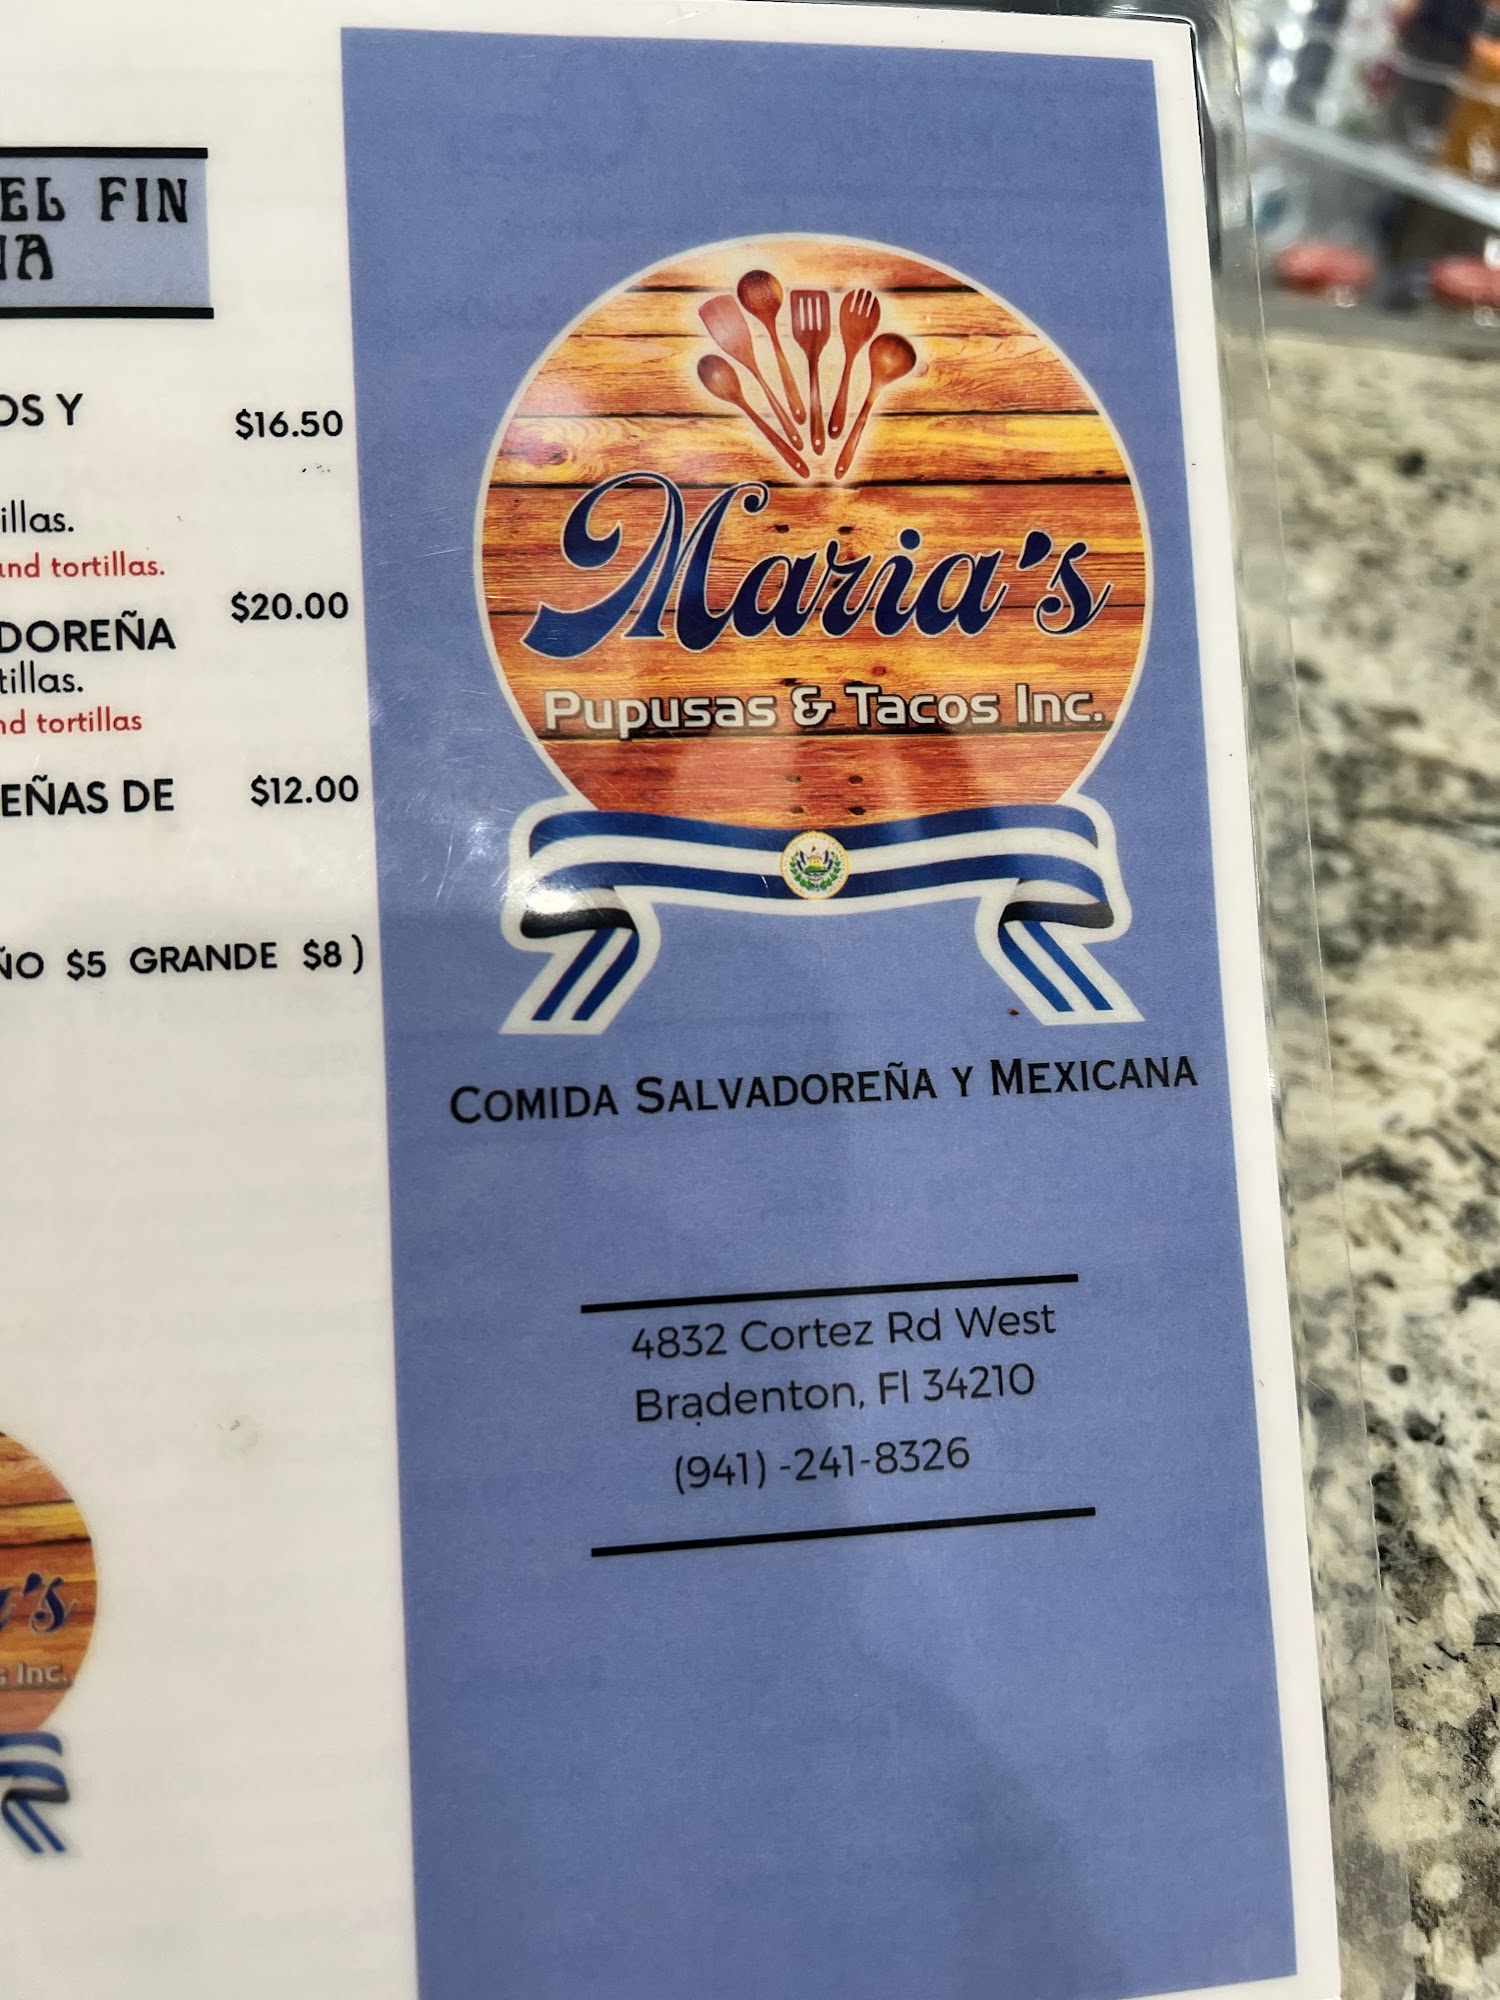 EL FIN
NA
OS Y $16.50
illas.
and tortillas.
DOREÑA $20.00
tillas.
nd tortillas
EÑAS DE $12.00
ÑO $5 GRANDE $8 )
's
Inc.
Maria's
Pupusas & Tacos Inc.
COMIDA SALVADOREÑA Y MEXICANA
4832 Cortez Rd West
Bradenton, Fl 34210
(941) -241-8326